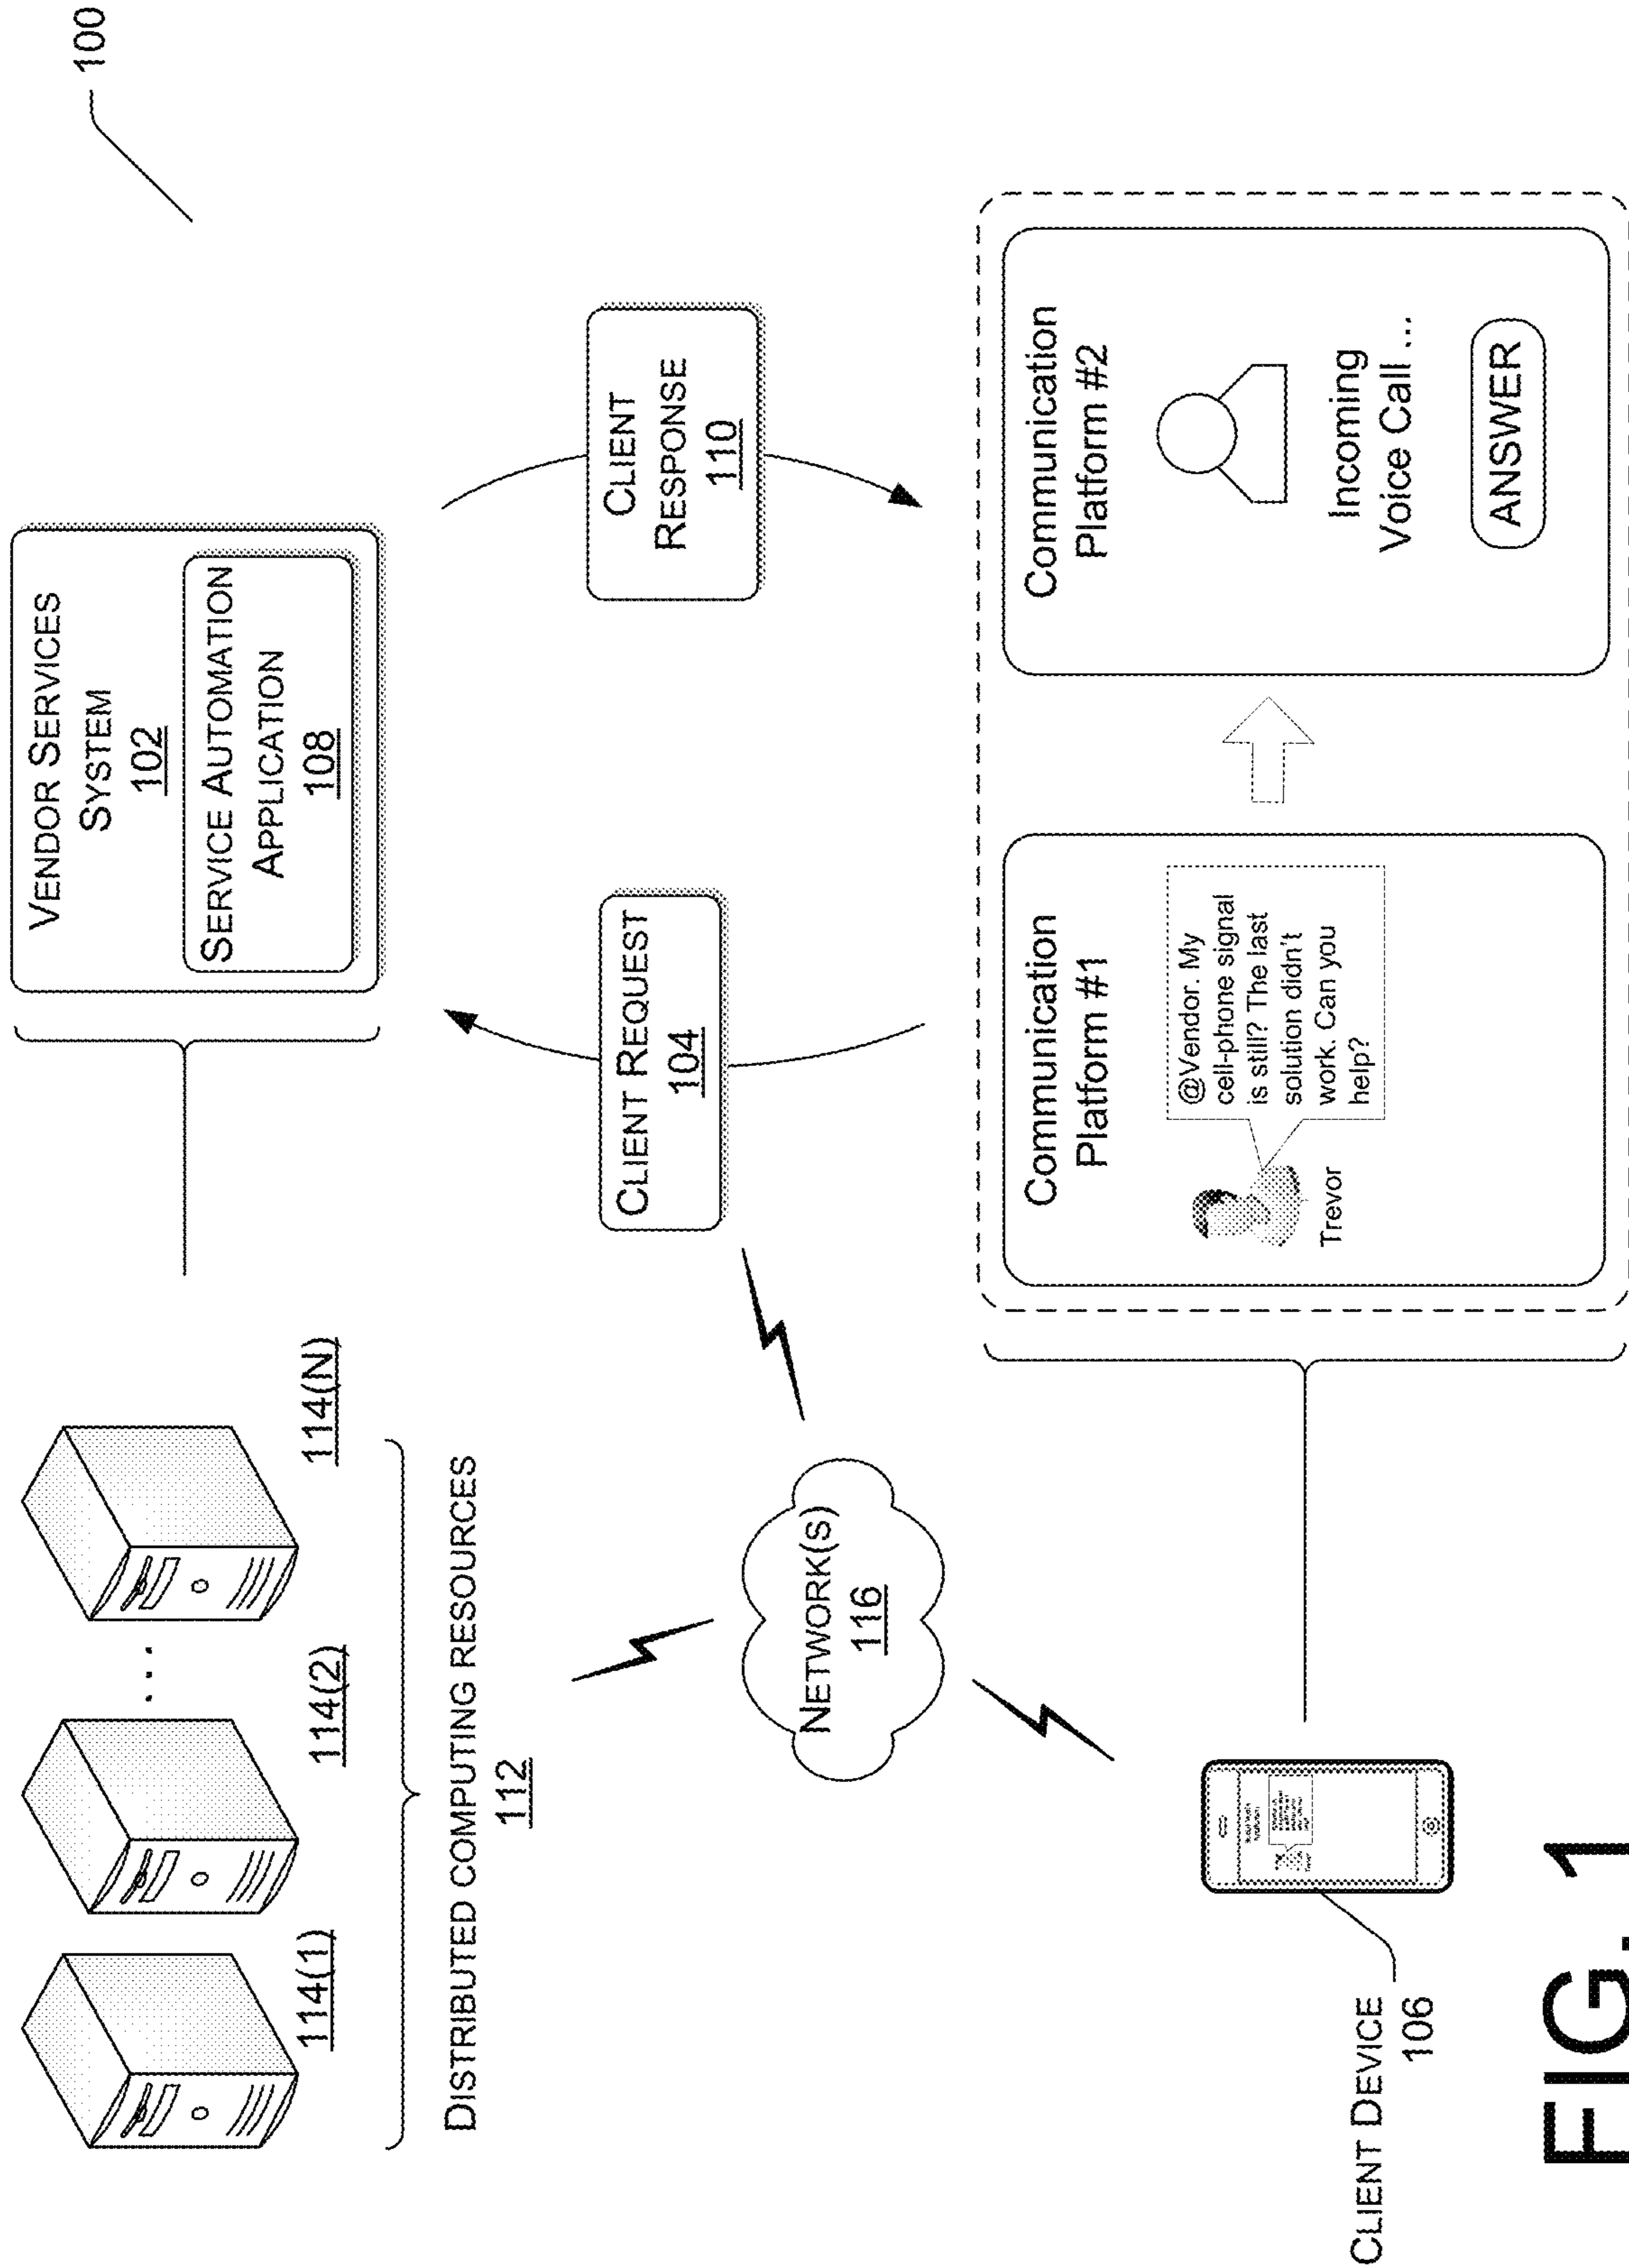 100
VENDOR SERVICES
SYSTEM
102
SERVICE AUTOMATION
APPLICATION
108
114(1)
114(2)
...
114(N)
DISTRIBUTED COMPUTING RESOURCES
112
CLIENT REQUEST
104
CLIENT
RESPONSE
110
NETWORK(S)
116
CLIENT DEVICE
106
Communication
Platform #1
@Vendor. My
cell-phone signal
is still? The last
solution didn't
work. Can you
help?
Trevor
Communication
Platform #2
Incoming
Voice Call ...
ANSWER
FIG. 1